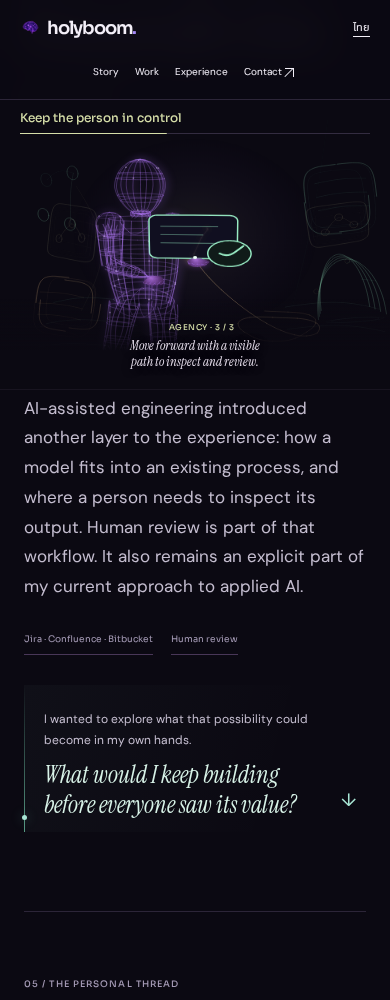 holyboom.
ไทย
Story Work Experience Contact
Keep the person in control
AGENCY · 3 / 3
Move forward with a visible
path to inspect and review.
AI-assisted engineering introduced
another layer to the experience: how a
model fits into an existing process, and
where a person needs to inspect its
output. Human review is part of that
workflow. It also remains an explicit part of
my current approach to applied AI.
Jira · Confluence · Bitbucket Human review
I wanted to explore what that possibility could
become in my own hands.
What would I keep building
before everyone saw its value?
05 / THE PERSONAL THREAD